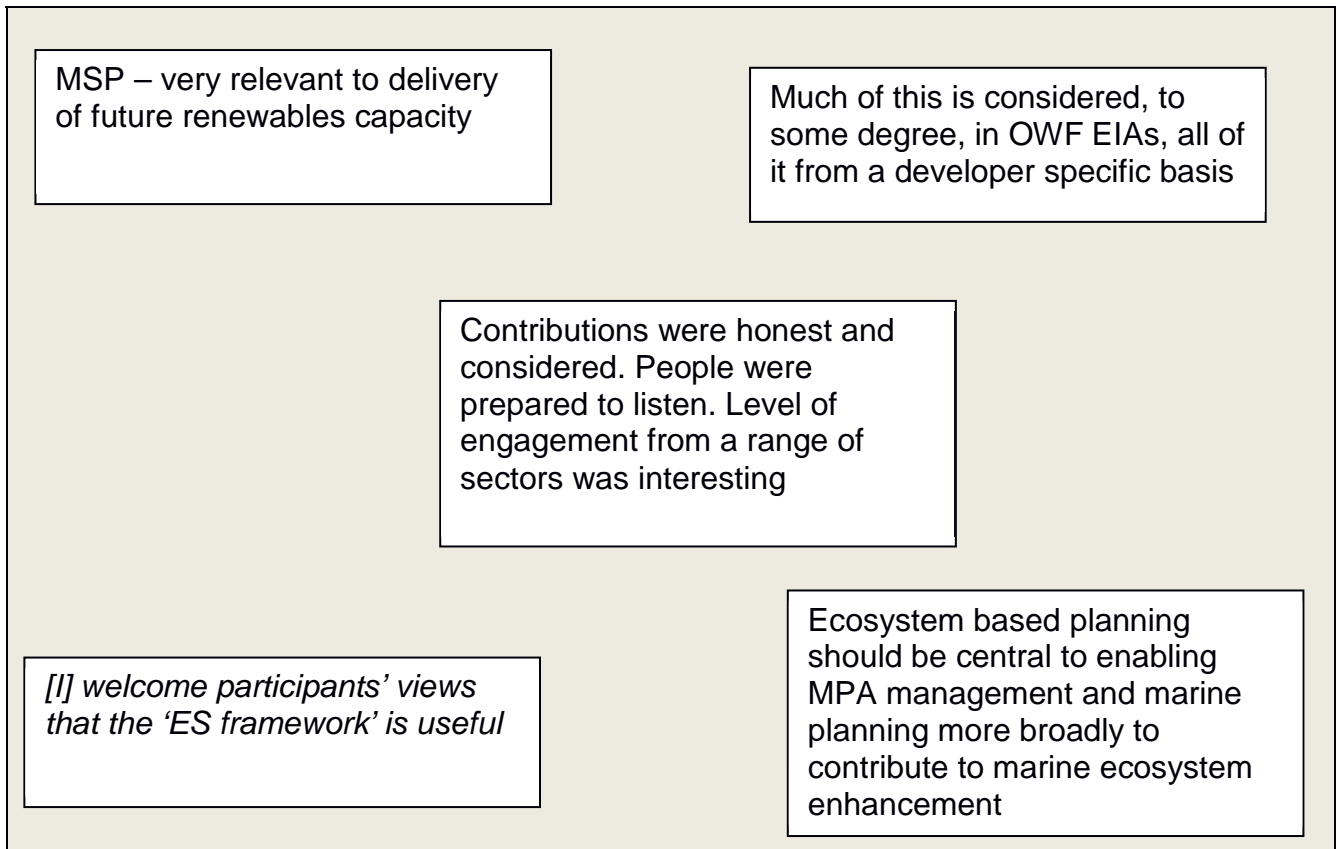 MSP – very relevant to delivery
of future renewables capacity
Much of this is considered, to
some degree, in OWF EIAs, all of
it from a developer specific basis
Contributions were honest and
considered. People were
prepared to listen. Level of
engagement from a range of
sectors was interesting
[I] welcome participants’ views
that the ‘ES framework’ is useful
Ecosystem based planning
should be central to enabling
MPA management and marine
planning more broadly to
contribute to marine ecosystem
enhancement